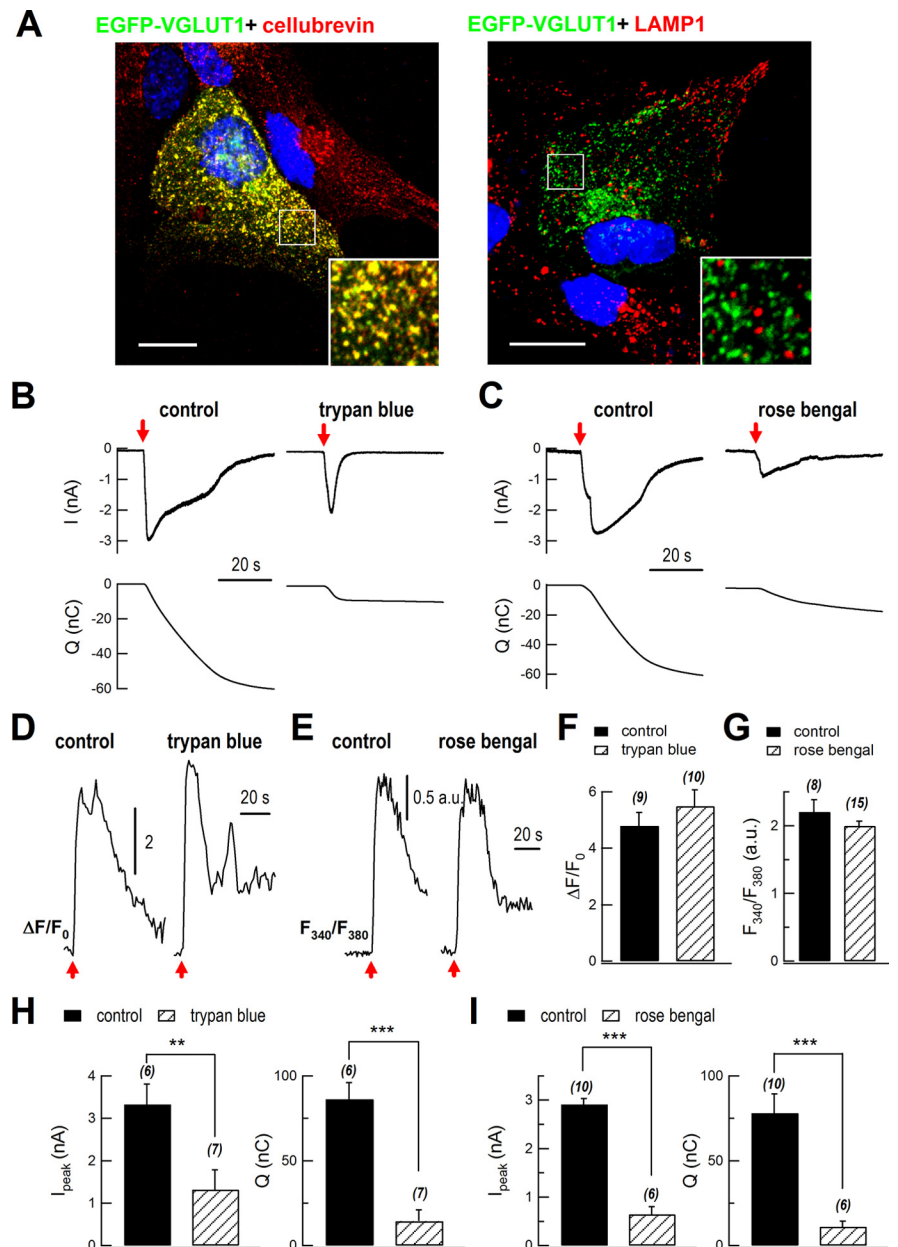 A
EGFP-VGLUT1+ cellubrevin
EGFP-VGLUT1+ LAMP1
B
control
trypan blue
0
-1
-2
-3
I (nA)
20 s
0
-20
-40
-60
Q (nC)
C
control
rose bengal
0
-1
-2
-3
I (nA)
20 s
0
-20
-40
-60
Q (nC)
D
control
trypan blue
20 s
2
ΔF/F0
E
control
rose bengal
0.5 a.u.
20 s
F340/F380
F
control
trypan blue
(9)
(10)
6
4
2
0
ΔF/F0
G
control
rose bengal
(8)
(15)
2
1
0
F340/F380 (a.u.)
H
control
trypan blue
**
(6)
(7)
4
3
2
1
0
Ipeak (nA)
***
(6)
(7)
100
50
0
Q (nC)
I
control
rose bengal
***
(10)
(6)
3
2
1
0
Ipeak (nA)
***
(10)
(6)
100
50
0
Q (nC)